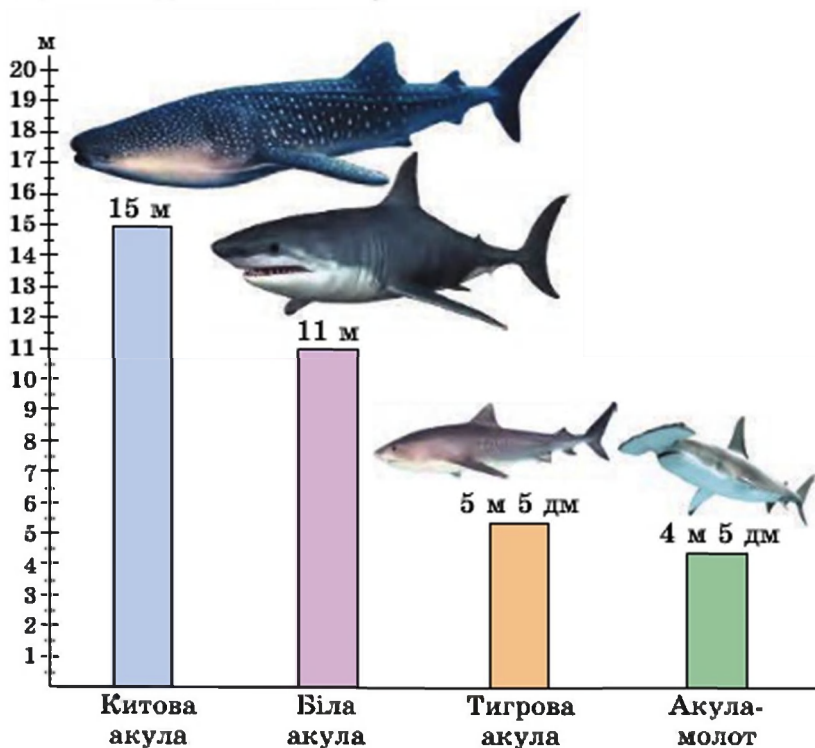 м
20
19
18
17
16
15
14
13
12
11
10
9
8
7
6
5
4
3
2
1
15 м
11 м
5 м 5 дм
4 м 5 дм
Китова
акула
Біла
акула
Тигрова
акула
Акула-
молот